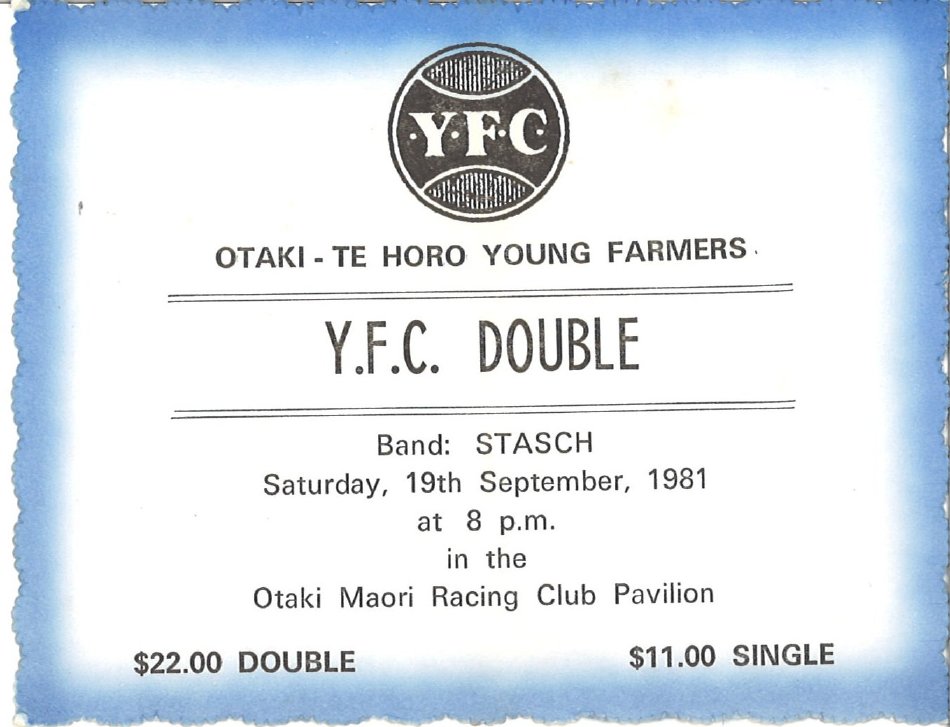 ·Y·F·C·
OTAKI - TE HORO YOUNG FARMERS.
Y.F.C. DOUBLE
Band: STASCH
Saturday, 19th September, 1981
at 8 p.m.
in the
Otaki Maori Racing Club Pavilion
$22.00 DOUBLE $11.00 SINGLE